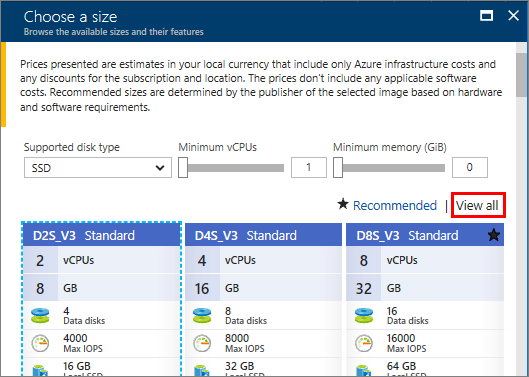 Choose a size
Browse the available sizes and their features
Prices presented are estimates in your local currency that include only Azure infrastructure costs and
any discounts for the subscription and location. The prices don't include any applicable software
costs. Recommended sizes are determined by the publisher of the selected image based on hardware
and software requirements.
Supported disk type Minimum vCPUs Minimum memory (GiB)
SSD 1 0
Recommended | View all
D2S_V3 Standard D4S_V3 Standard D8S_V3 Standard
2 vCPUs 4 vCPUs 8 vCPUs
8 GB 16 GB 32 GB
4 8 16
Data disks Data disks Data disks
4000 8000 16000
Max IOPS Max IOPS Max IOPS
16 GB 32 GB 64 GB
Local SSD Local SSD Local SSD